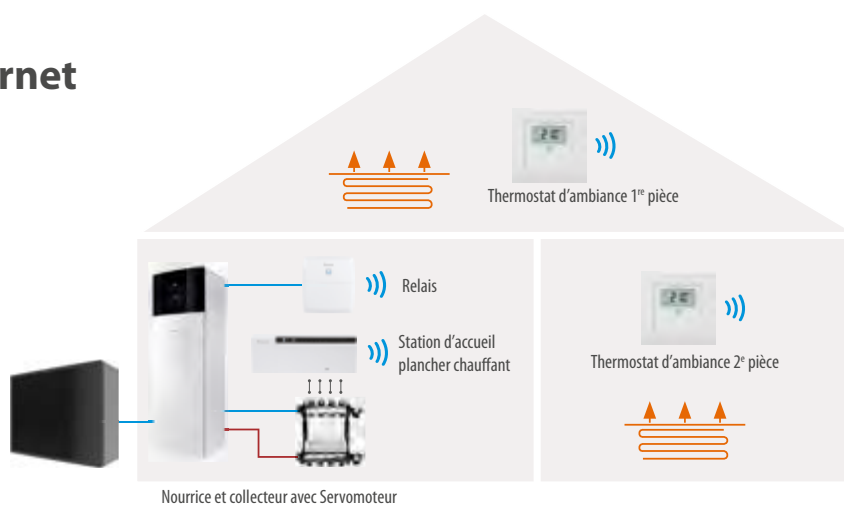 rnet
Thermostat d’ambiance 1re pièce
Relais
Station d’accueil
plancher chauffant
Thermostat d’ambiance 2e pièce
Nourrice et collecteur avec Servomoteur